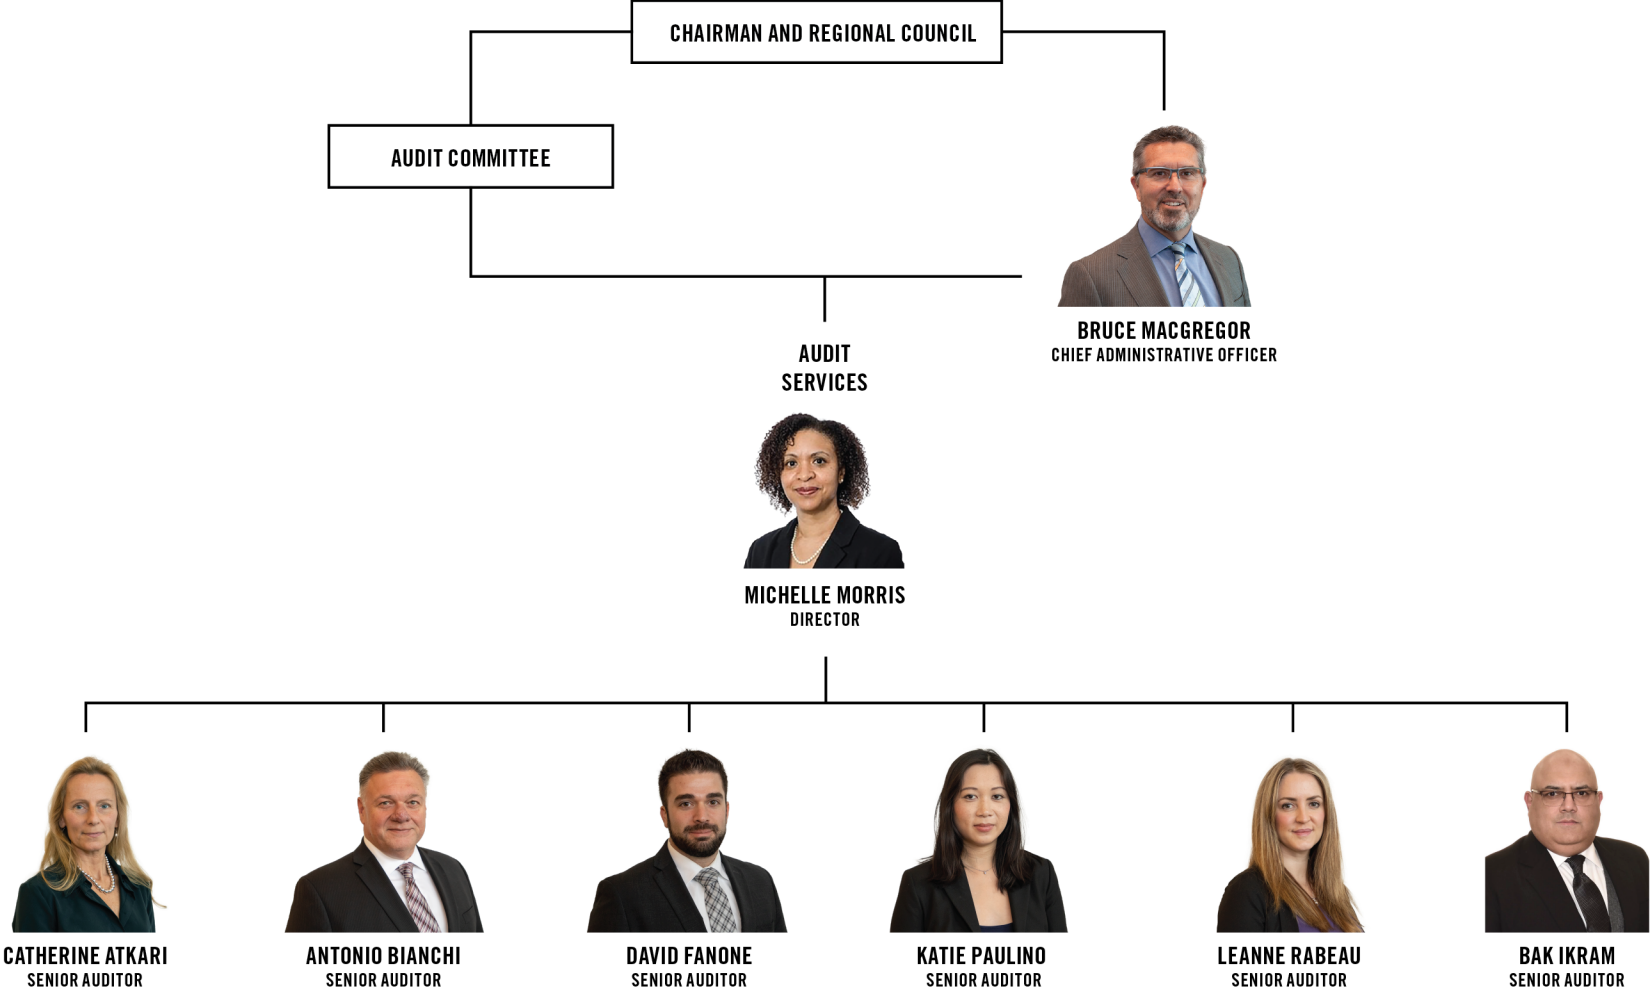 CHAIRMAN AND REGIONAL COUNCIL
AUDIT COMMITTEE
BRUCE MACGREGOR
CHIEF ADMINISTRATIVE OFFICER
AUDIT
SERVICES
MICHELLE MORRIS
DIRECTOR
CATHERINE ATKARI
SENIOR AUDITOR
ANTONIO BIANCHI
SENIOR AUDITOR
DAVID FANONE
SENIOR AUDITOR
KATIE PAULINO
SENIOR AUDITOR
LEANNE RABEAU
SENIOR AUDITOR
BAK IKRAM
SENIOR AUDITOR